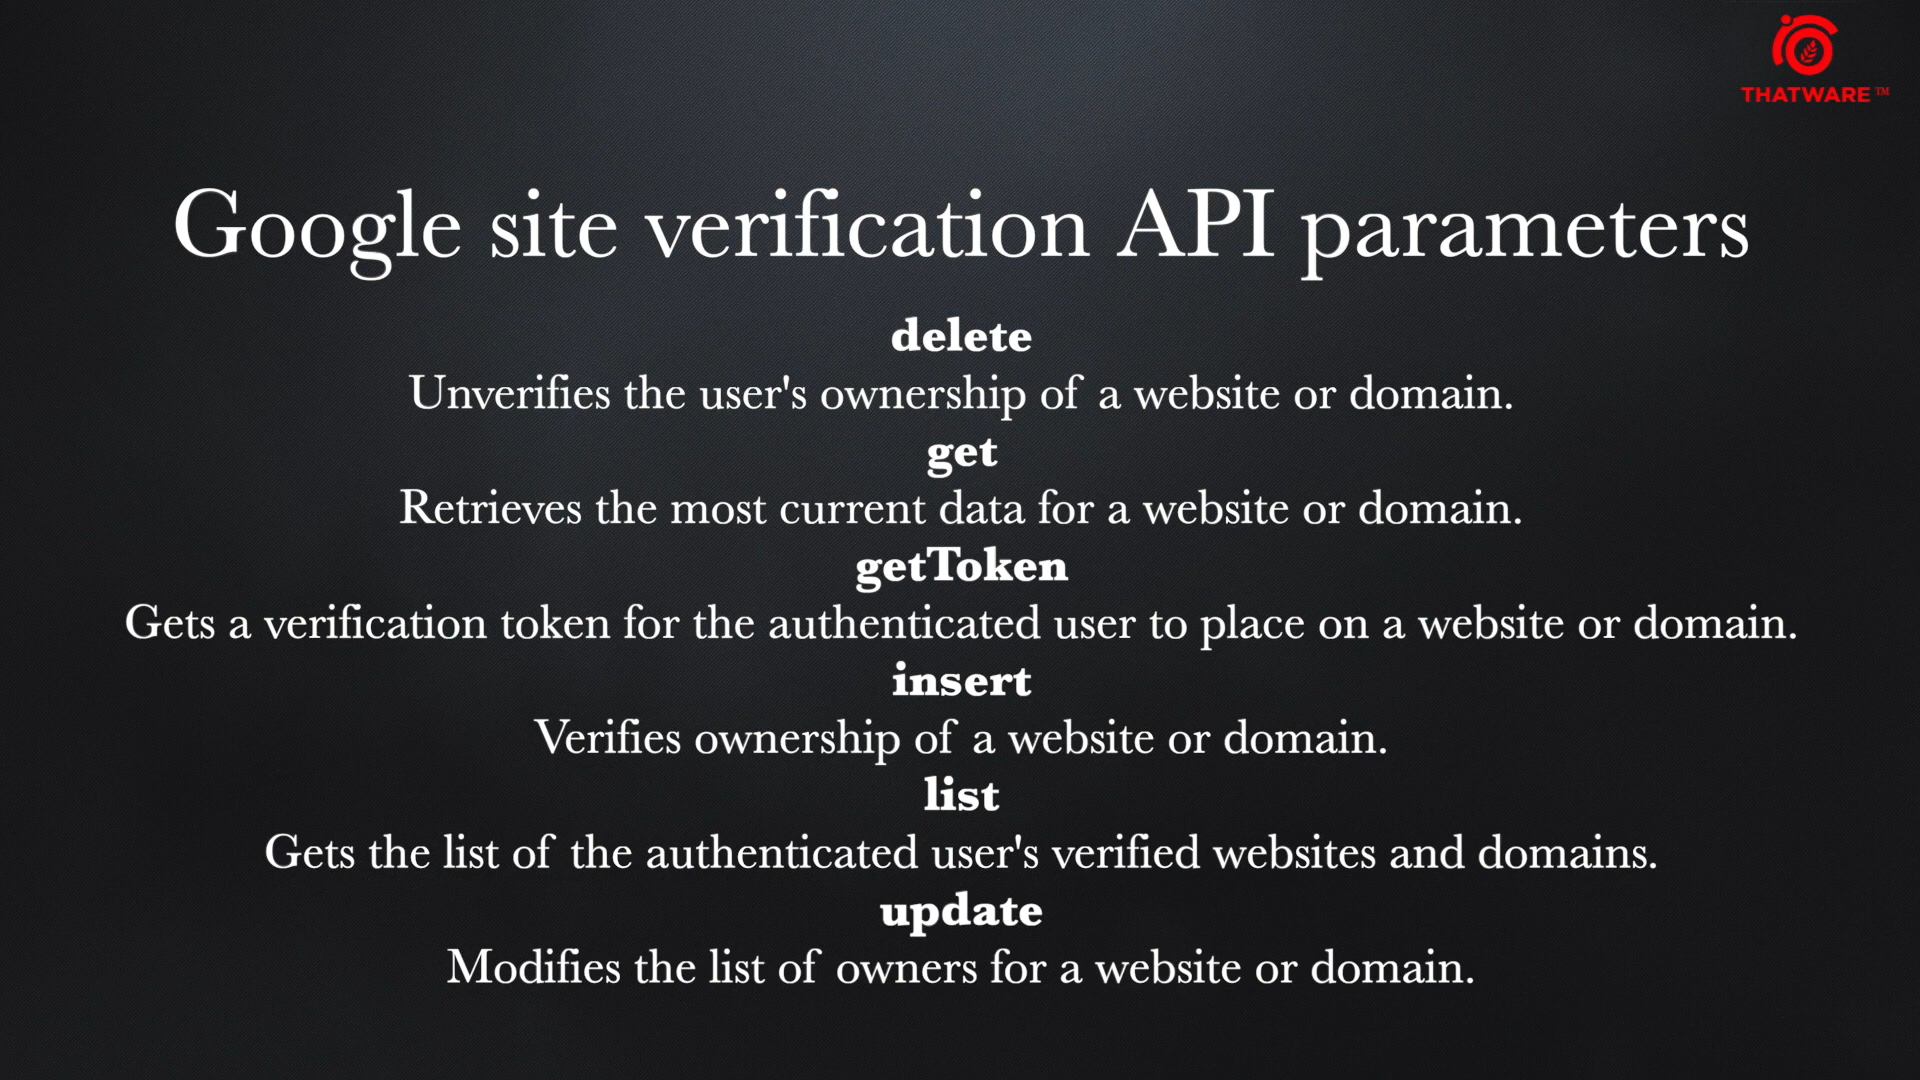 THATWARE™
Google site verification API parameters
delete
Unverifies the user's ownership of a website or domain.
get
Retrieves the most current data for a website or domain.
getToken
Gets a verification token for the authenticated user to place on a website or domain.
insert
Verifies ownership of a website or domain.
list
Gets the list of the authenticated user's verified websites and domains.
update
Modifies the list of owners for a website or domain.